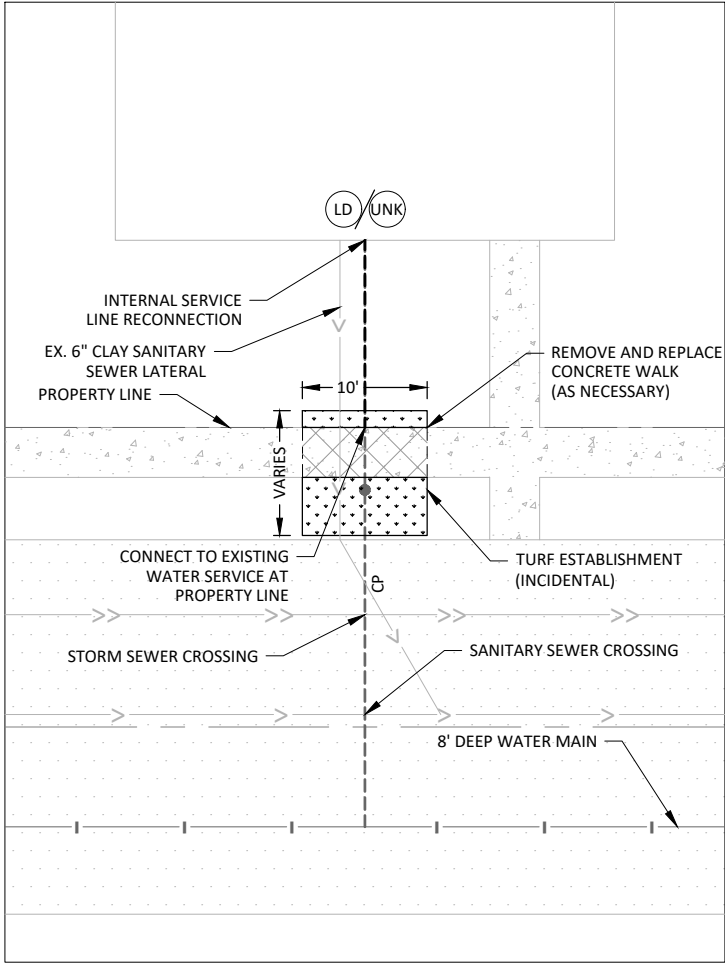 LD / UNK
INTERNAL SERVICE
LINE RECONNECTION
EX. 6" CLAY SANITARY
SEWER LATERAL
PROPERTY LINE
10'
REMOVE AND REPLACE
CONCRETE WALK
(AS NECESSARY)
VARIES
CONNECT TO EXISTING
WATER SERVICE AT
PROPERTY LINE
CP
TURF ESTABLISHMENT
(INCIDENTAL)
STORM SEWER CROSSING
SANITARY SEWER CROSSING
8' DEEP WATER MAIN